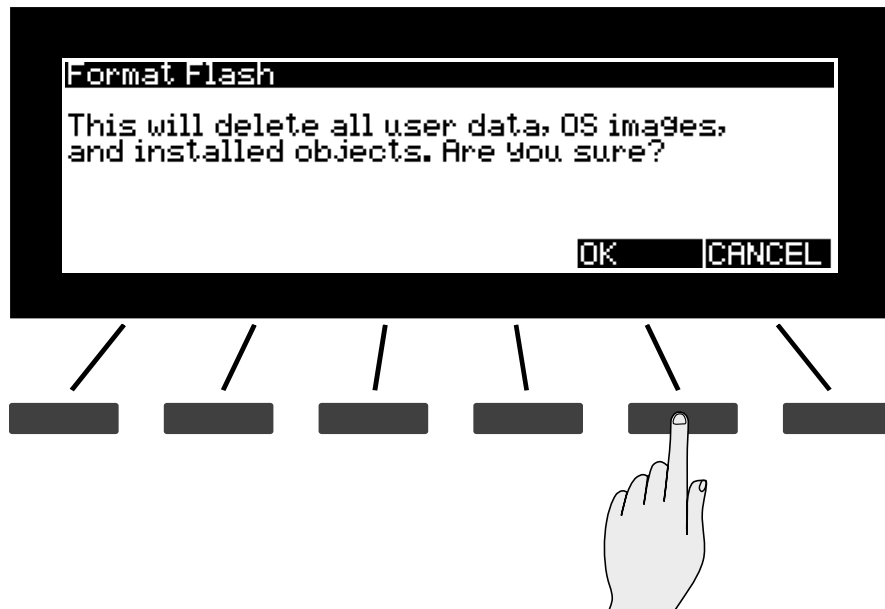 Format Flash
This will delete all user data, OS images,
and installed objects. Are you sure?
OK CANCEL